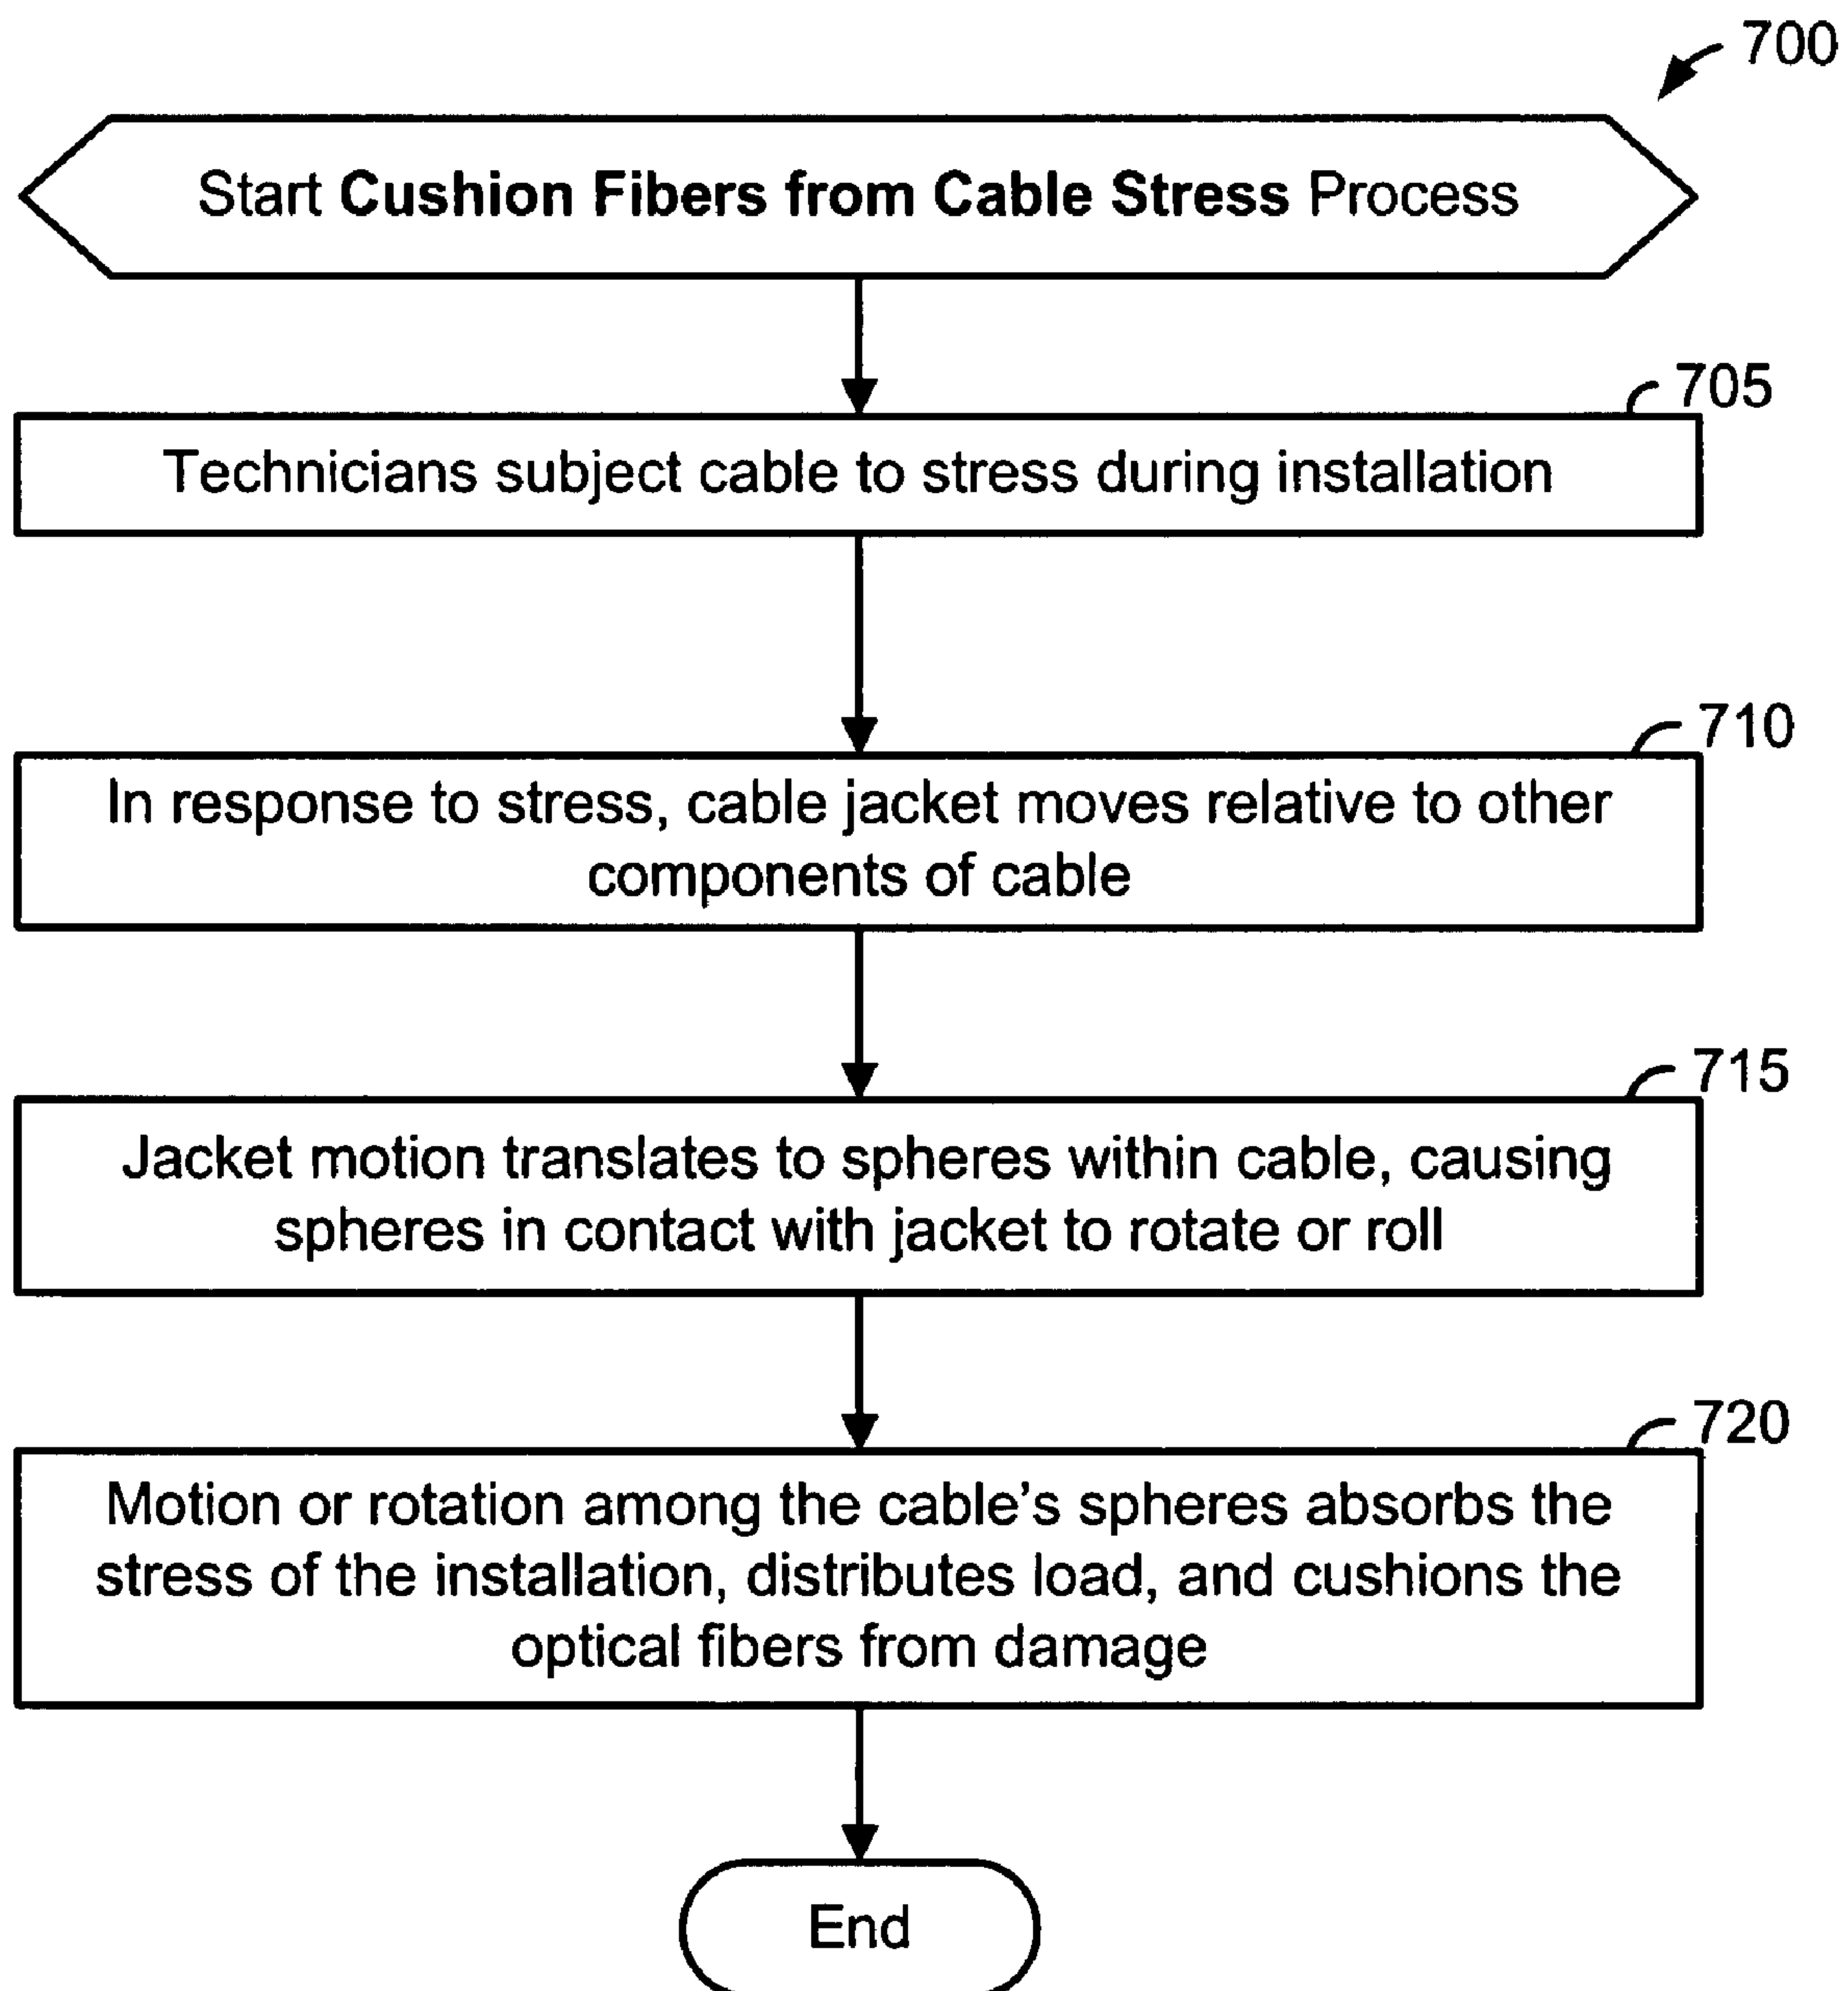 700
Start Cushion Fibers from Cable Stress Process
705
Technicians subject cable to stress during installation
710
In response to stress, cable jacket moves relative to other
components of cable
715
Jacket motion translates to spheres within cable, causing
spheres in contact with jacket to rotate or roll
720
Motion or rotation among the cable's spheres absorbs the
stress of the installation, distributes load, and cushions the
optical fibers from damage
End